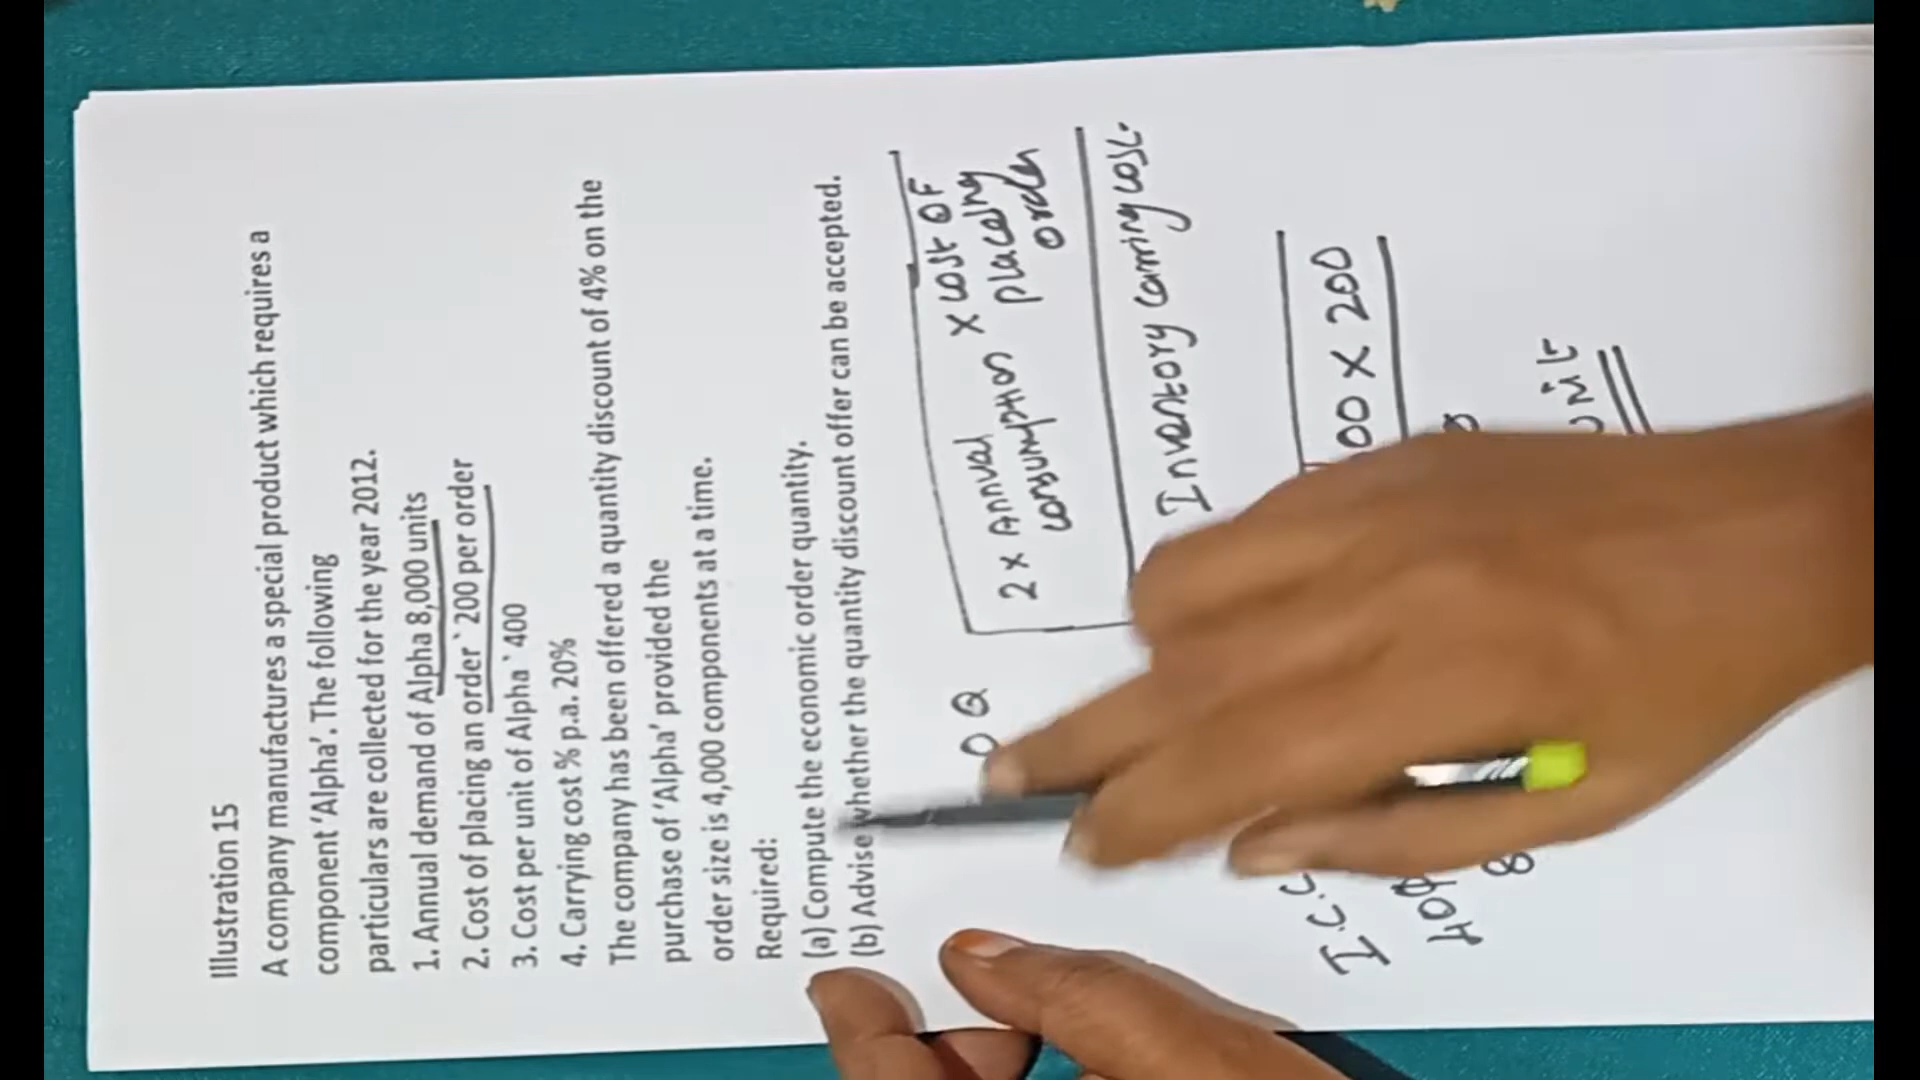 Illustration 15
A company manufactures a special product which requires a
component ‘Alpha’. The following
particulars are collected for the year 2012.
1. Annual demand of Alpha 8,000 units
2. Cost of placing an order ` 200 per order
3. Cost per unit of Alpha ` 400
4. Carrying cost % p.a. 20%
The company has been offered a quantity discount of 4% on the
purchase of ‘Alpha’ provided the
order size is 4,000 components at a time.
Required:
(a) Compute the economic order quantity.
(b) Advise whether the quantity discount offer can be accepted.
O Q
2 x Annual consumption x cost of placeing order
Inventory Carring cost
00 x 200
I.C.C
8